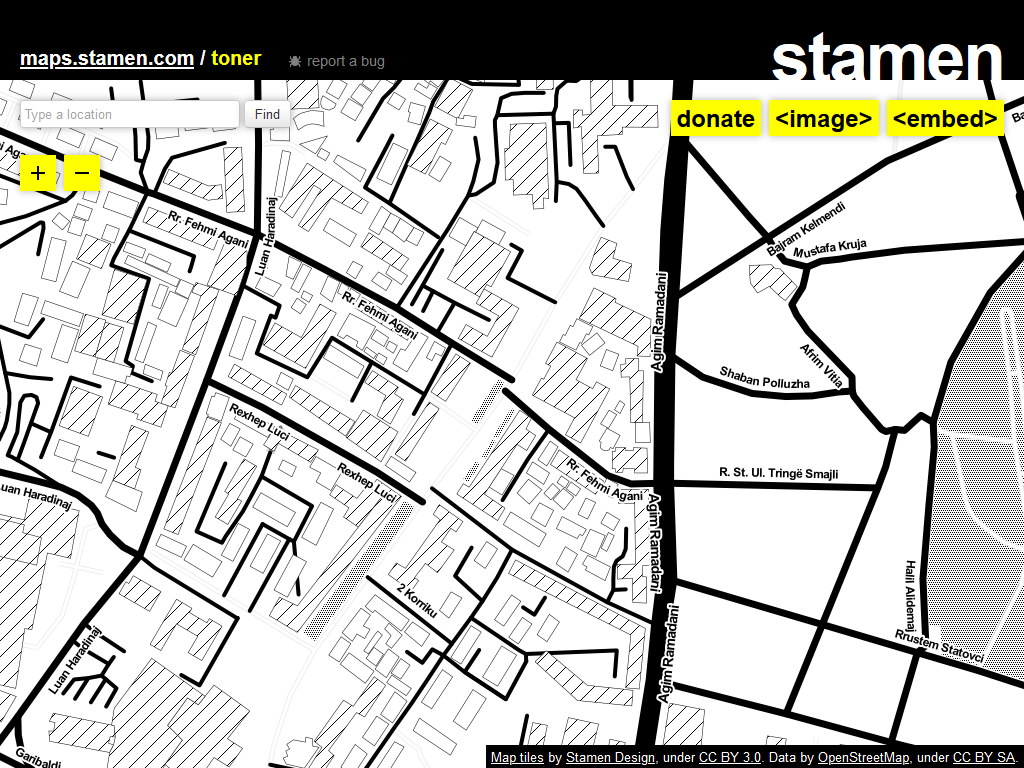 stamen
maps.stamen.com / toner
report a bug
Type a location
Find
donate
<image>
<embed>
+
−
Rr. Fehmi Agani
Luan Haradinaj
Bajram Kelmendi
Mustafa Kruja
Rr. Fehmi Agani
Agim Ramadani
Afrim Vitia
Shaban Polluzha
Rexhep Luci
Rexhep Luci
Rr. Fehmi Agani
R. St. Ul. Tringë Smajli
Luan Haradinaj
Agim Ramadani
2 Korriku
Halil Alidemaj
Rrustem Statovci
Luan Haradinaj
Agim Ramadani
Garibaldi
Map tiles by Stamen Design, under CC BY 3.0. Data by OpenStreetMap, under CC BY SA.